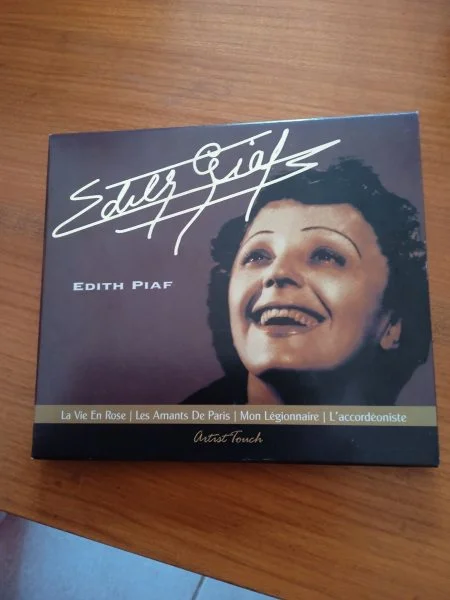 Edith Piaf
EDITH PIAF
La Vie En Rose | Les Amants De Paris | Mon Légionnaire | L'accordéoniste
Artist Touch